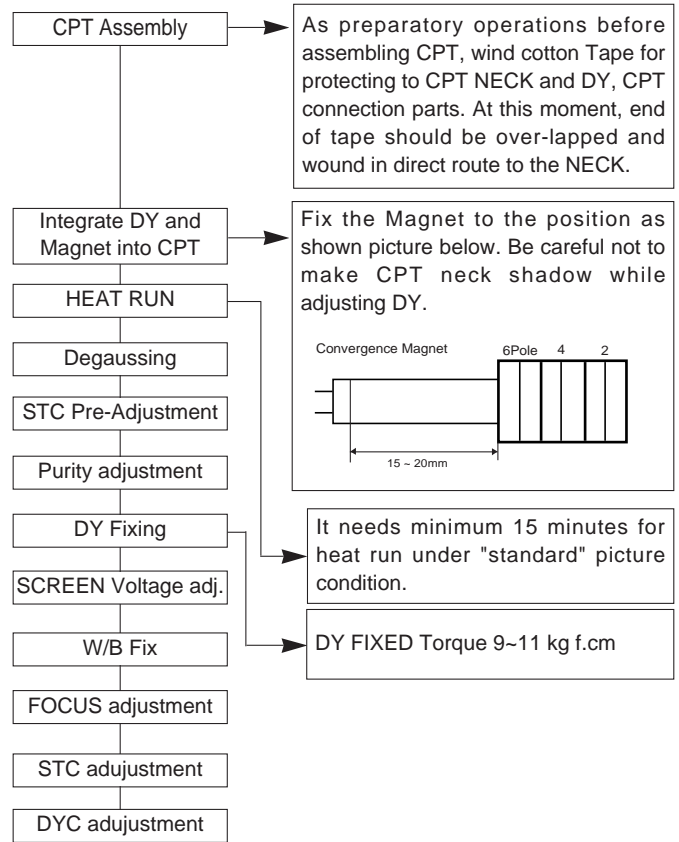 CPT Assembly
As preparatory operations before
assembling CPT, wind cotton Tape for
protecting to CPT NECK and DY, CPT
connection parts. At this moment, end
of tape should be over-lapped and
wound in direct route to the NECK.
Integrate DY and
Magnet into CPT
Fix the Magnet to the position as
shown picture below. Be careful not to
make CPT neck shadow while
adjusting DY.
Convergence Magnet 6Pole 4 2
15 ~ 20mm
HEAT RUN
Degaussing
STC Pre-Adjustment
Purity adjustment
DY Fixing
It needs minimum 15 minutes for
heat run under "standard" picture
condition.
SCREEN Voltage adj.
W/B Fix
DY FIXED Torque 9~11 kg f.cm
FOCUS adjustment
STC adujustment
DYC adujustment